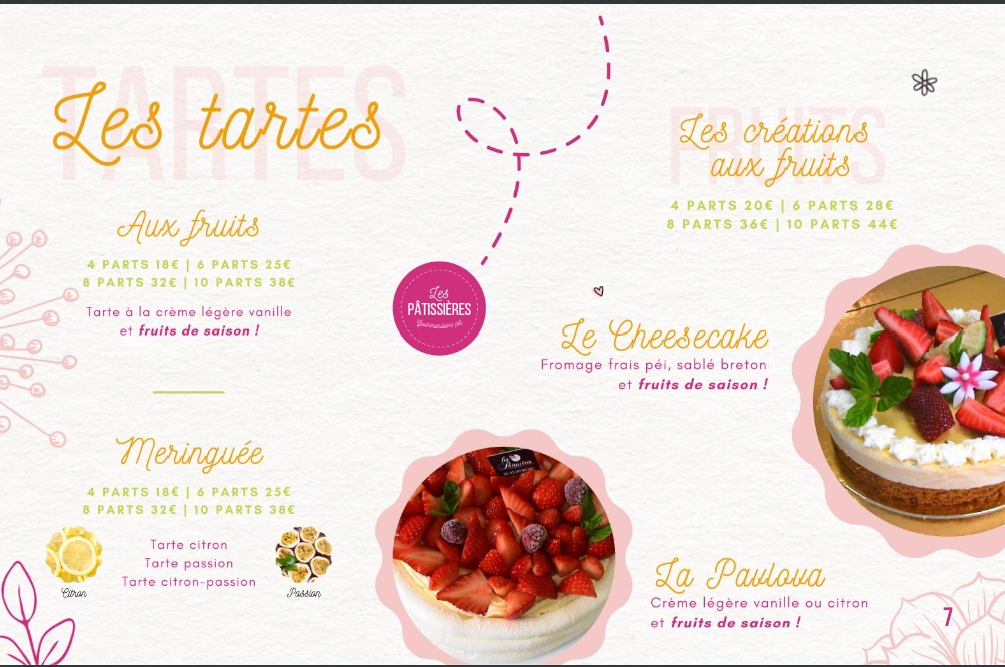 TARTES
Les tartes
Aux fruits
4 PARTS 18€ | 6 PARTS 25€
8 PARTS 32€ | 10 PARTS 38€
Tarte à la crème légère vanille
et fruits de saison !
Meringuée
4 PARTS 18€ | 6 PARTS 25€
8 PARTS 32€ | 10 PARTS 38€
Tarte citron
Tarte passion
Tarte citron-passion
Citron
Passion
Les
PÂTISSIÈRES
Gourmandises péi
FRUITS
Les créations
aux fruits
4 PARTS 20€ | 6 PARTS 28€
8 PARTS 36€ | 10 PARTS 44€
Le Cheesecake
Fromage frais péi, sablé breton
et fruits de saison !
La Pavlova
Crème légère vanille ou citron
et fruits de saison !
7